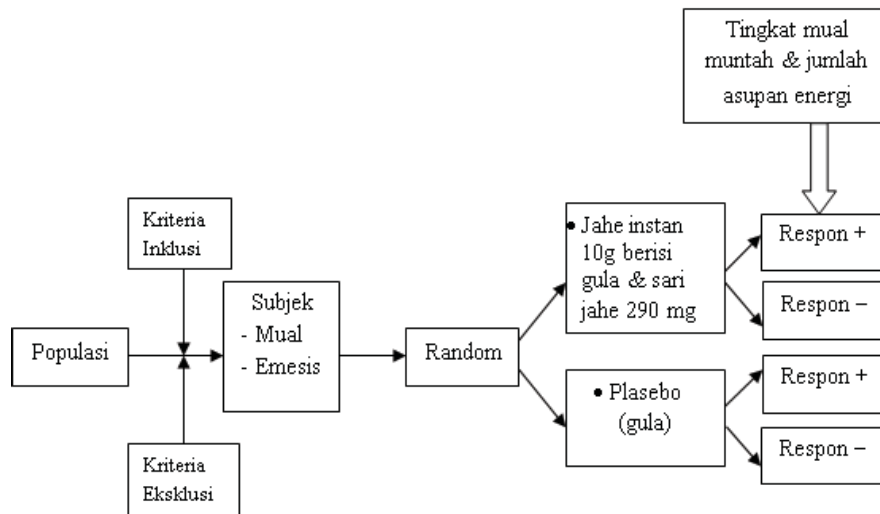 Tingkat mual
muntah & jumlah
asupan energi
Kriteria
Inklusi
Populasi
Kriteria
Eksklusi
Subjek
- Mual
- Emesis
Random
• Jahe instan
10g berisi
gula & sari
jahe 290 mg
• Plasebo
(gula)
Respon +
Respon –
Respon +
Respon –